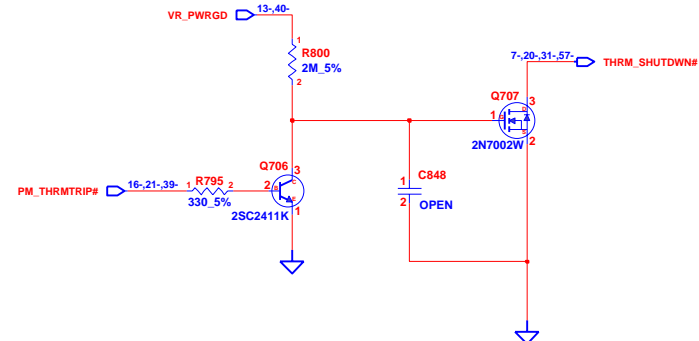 13-,40-
VR_PWRGD
1
R800
2M_5%
2
7-,20-,31-,57-
THRM_SHUTDWN#
Q707
3
D
1
G
S
2
2N7002W
Q706
3
C
16-,21-,39-
R795
PM_THRMTRIP#
1
2
2
B
330_5%
E
1
2SC2411K
C848
1
2
OPEN